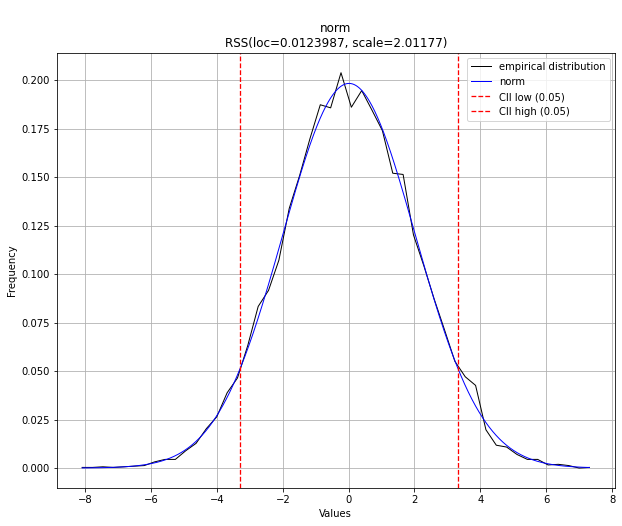 norm
RSS(loc=0.0123987, scale=2.01177)
empirical distribution
norm
CII low (0.05)
CII high (0.05)
Frequency
0.200
0.175
0.150
0.125
0.100
0.075
0.050
0.025
0.000
−8 −6 −4 −2 0 2 4 6 8
Values